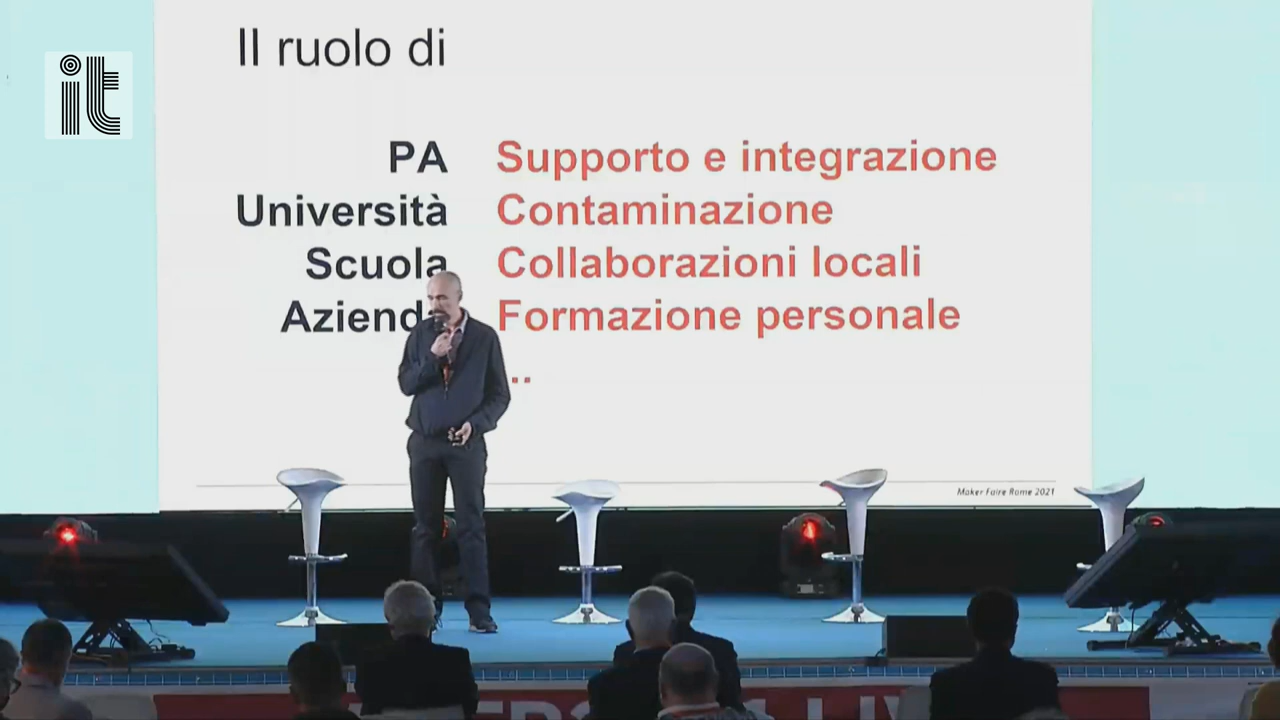 Il ruolo di
it
PA Supporto e integrazione
Università Contaminazione
Scuola Collaborazioni locali
Formazione personale
..
Maker Faire Rome 2021